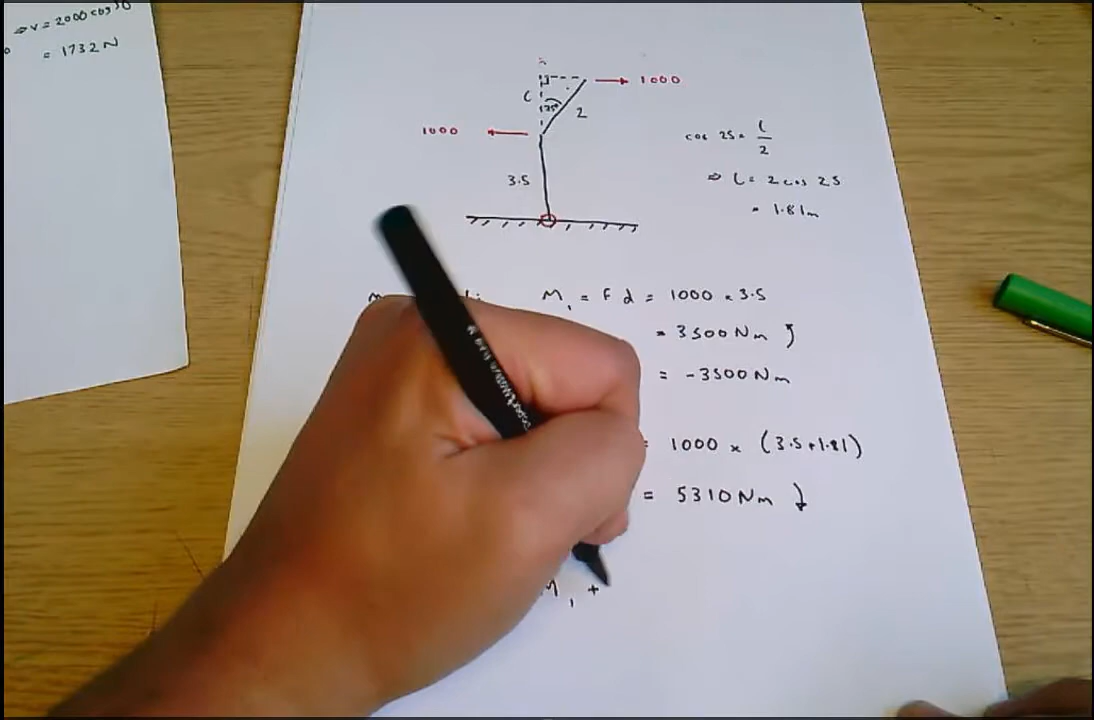 ⇒ V = 2000 cos 30
= 1732 N
1000
L
25°
2
1000
3.5
cos 25 = L/2
⇒ L = 2 cos 25
= 1.81m
M₁ = F d = 1000 × 3.5
= 3500 Nm
= -3500 Nm
= 1000 × (3.5+1.81)
= 5310 Nm
M₁ +